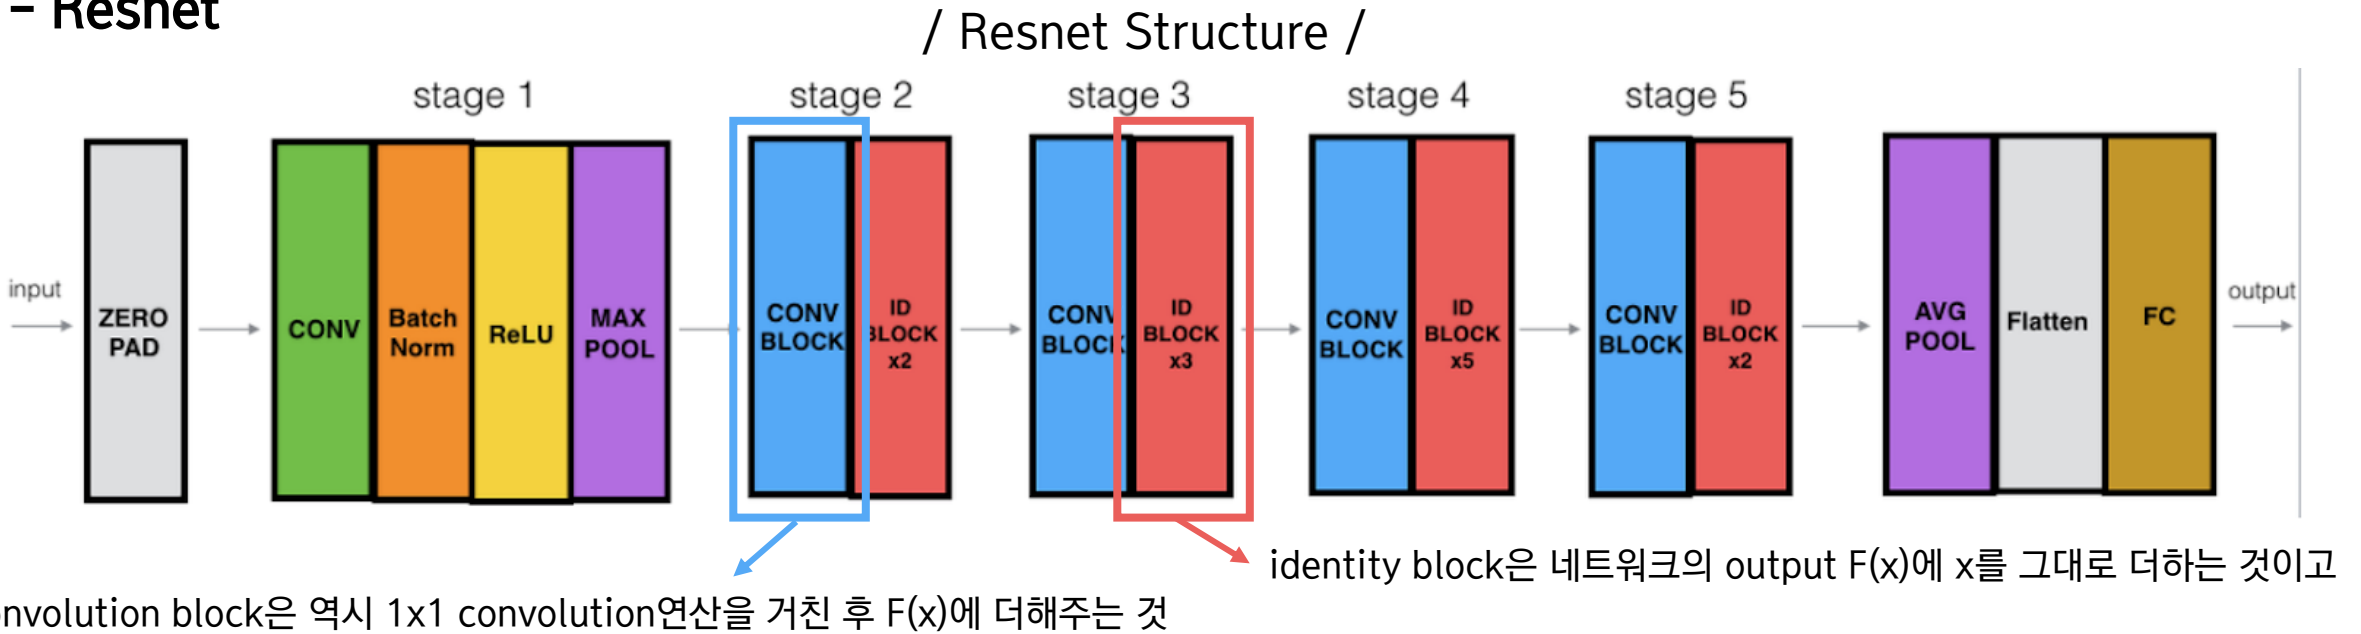 - Resnet
/ Resnet Structure /
stage 1
stage 2
stage 3
stage 4
stage 5
input
ZERO
PAD
CONV
Batch
Norm
ReLU
MAX
POOL
CONV
BLOCK
ID
BLOCK
x2
CONV
BLOCK
ID
BLOCK
x3
CONV
BLOCK
ID
BLOCK
x5
CONV
BLOCK
ID
BLOCK
x2
AVG
POOL
Flatten
FC
output
identity block은 네트워크의 output F(x)에 x를 그대로 더하는 것이고
nvolution block은 역시 1x1 convolution연산을 거친 후 F(x)에 더해주는 것